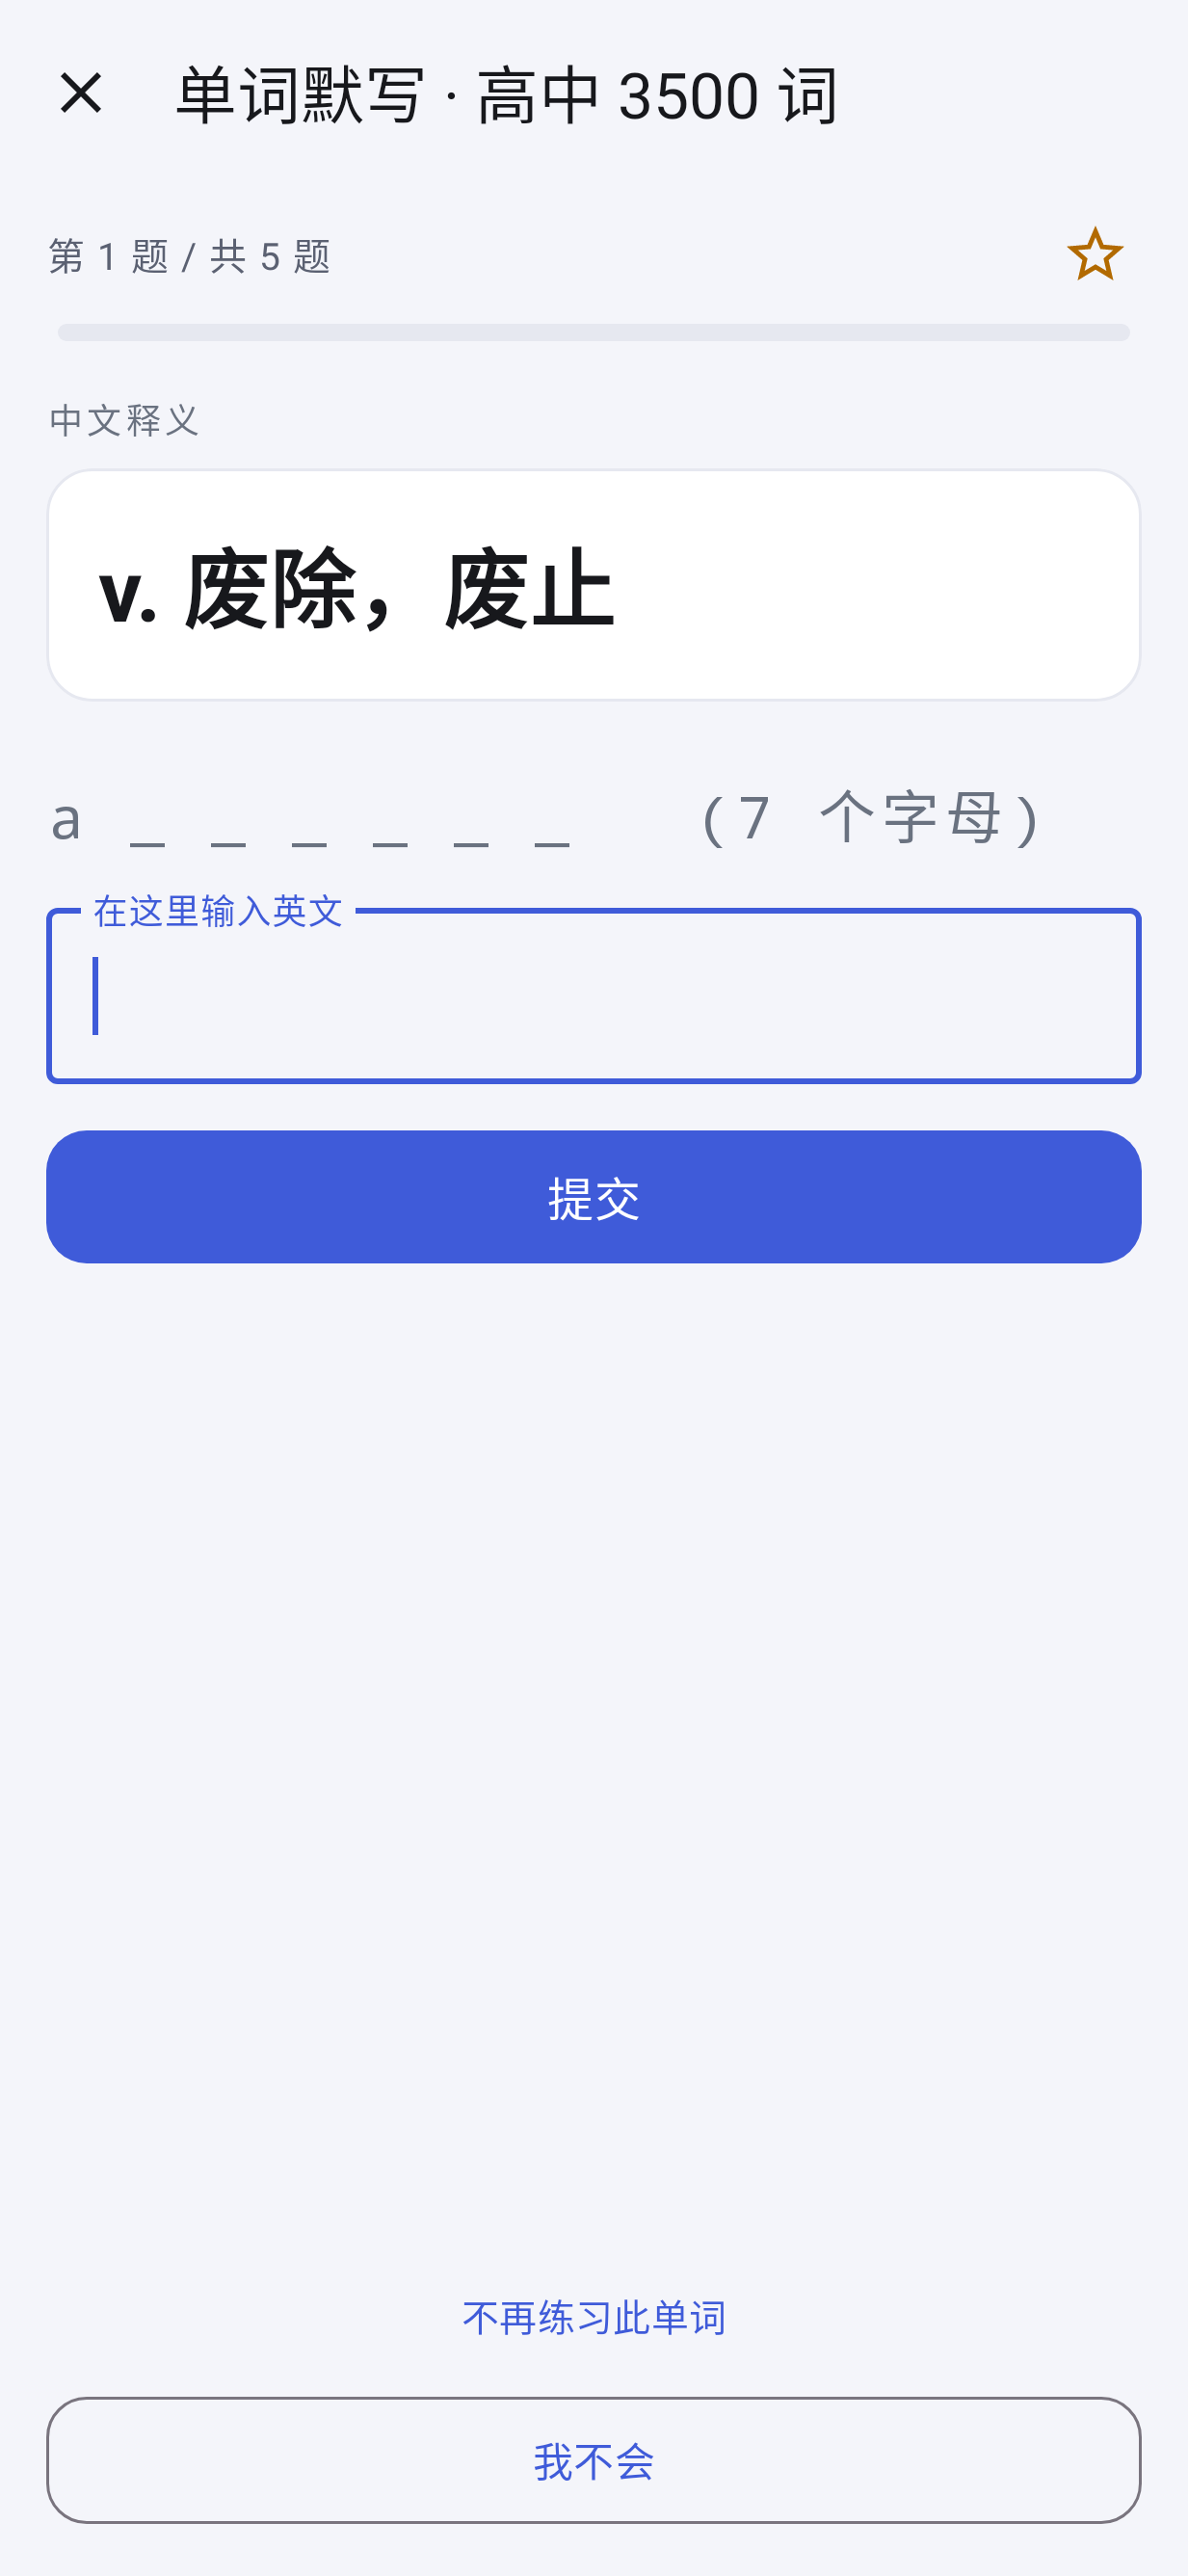 单词默写 · 高中 3500 词
第 1 题 / 共 5 题
中文释义
v. 废除，废止
a _ _ _ _ _ _ (7 个字母)
在这里输入英文
提交
不再练习此单词
我不会